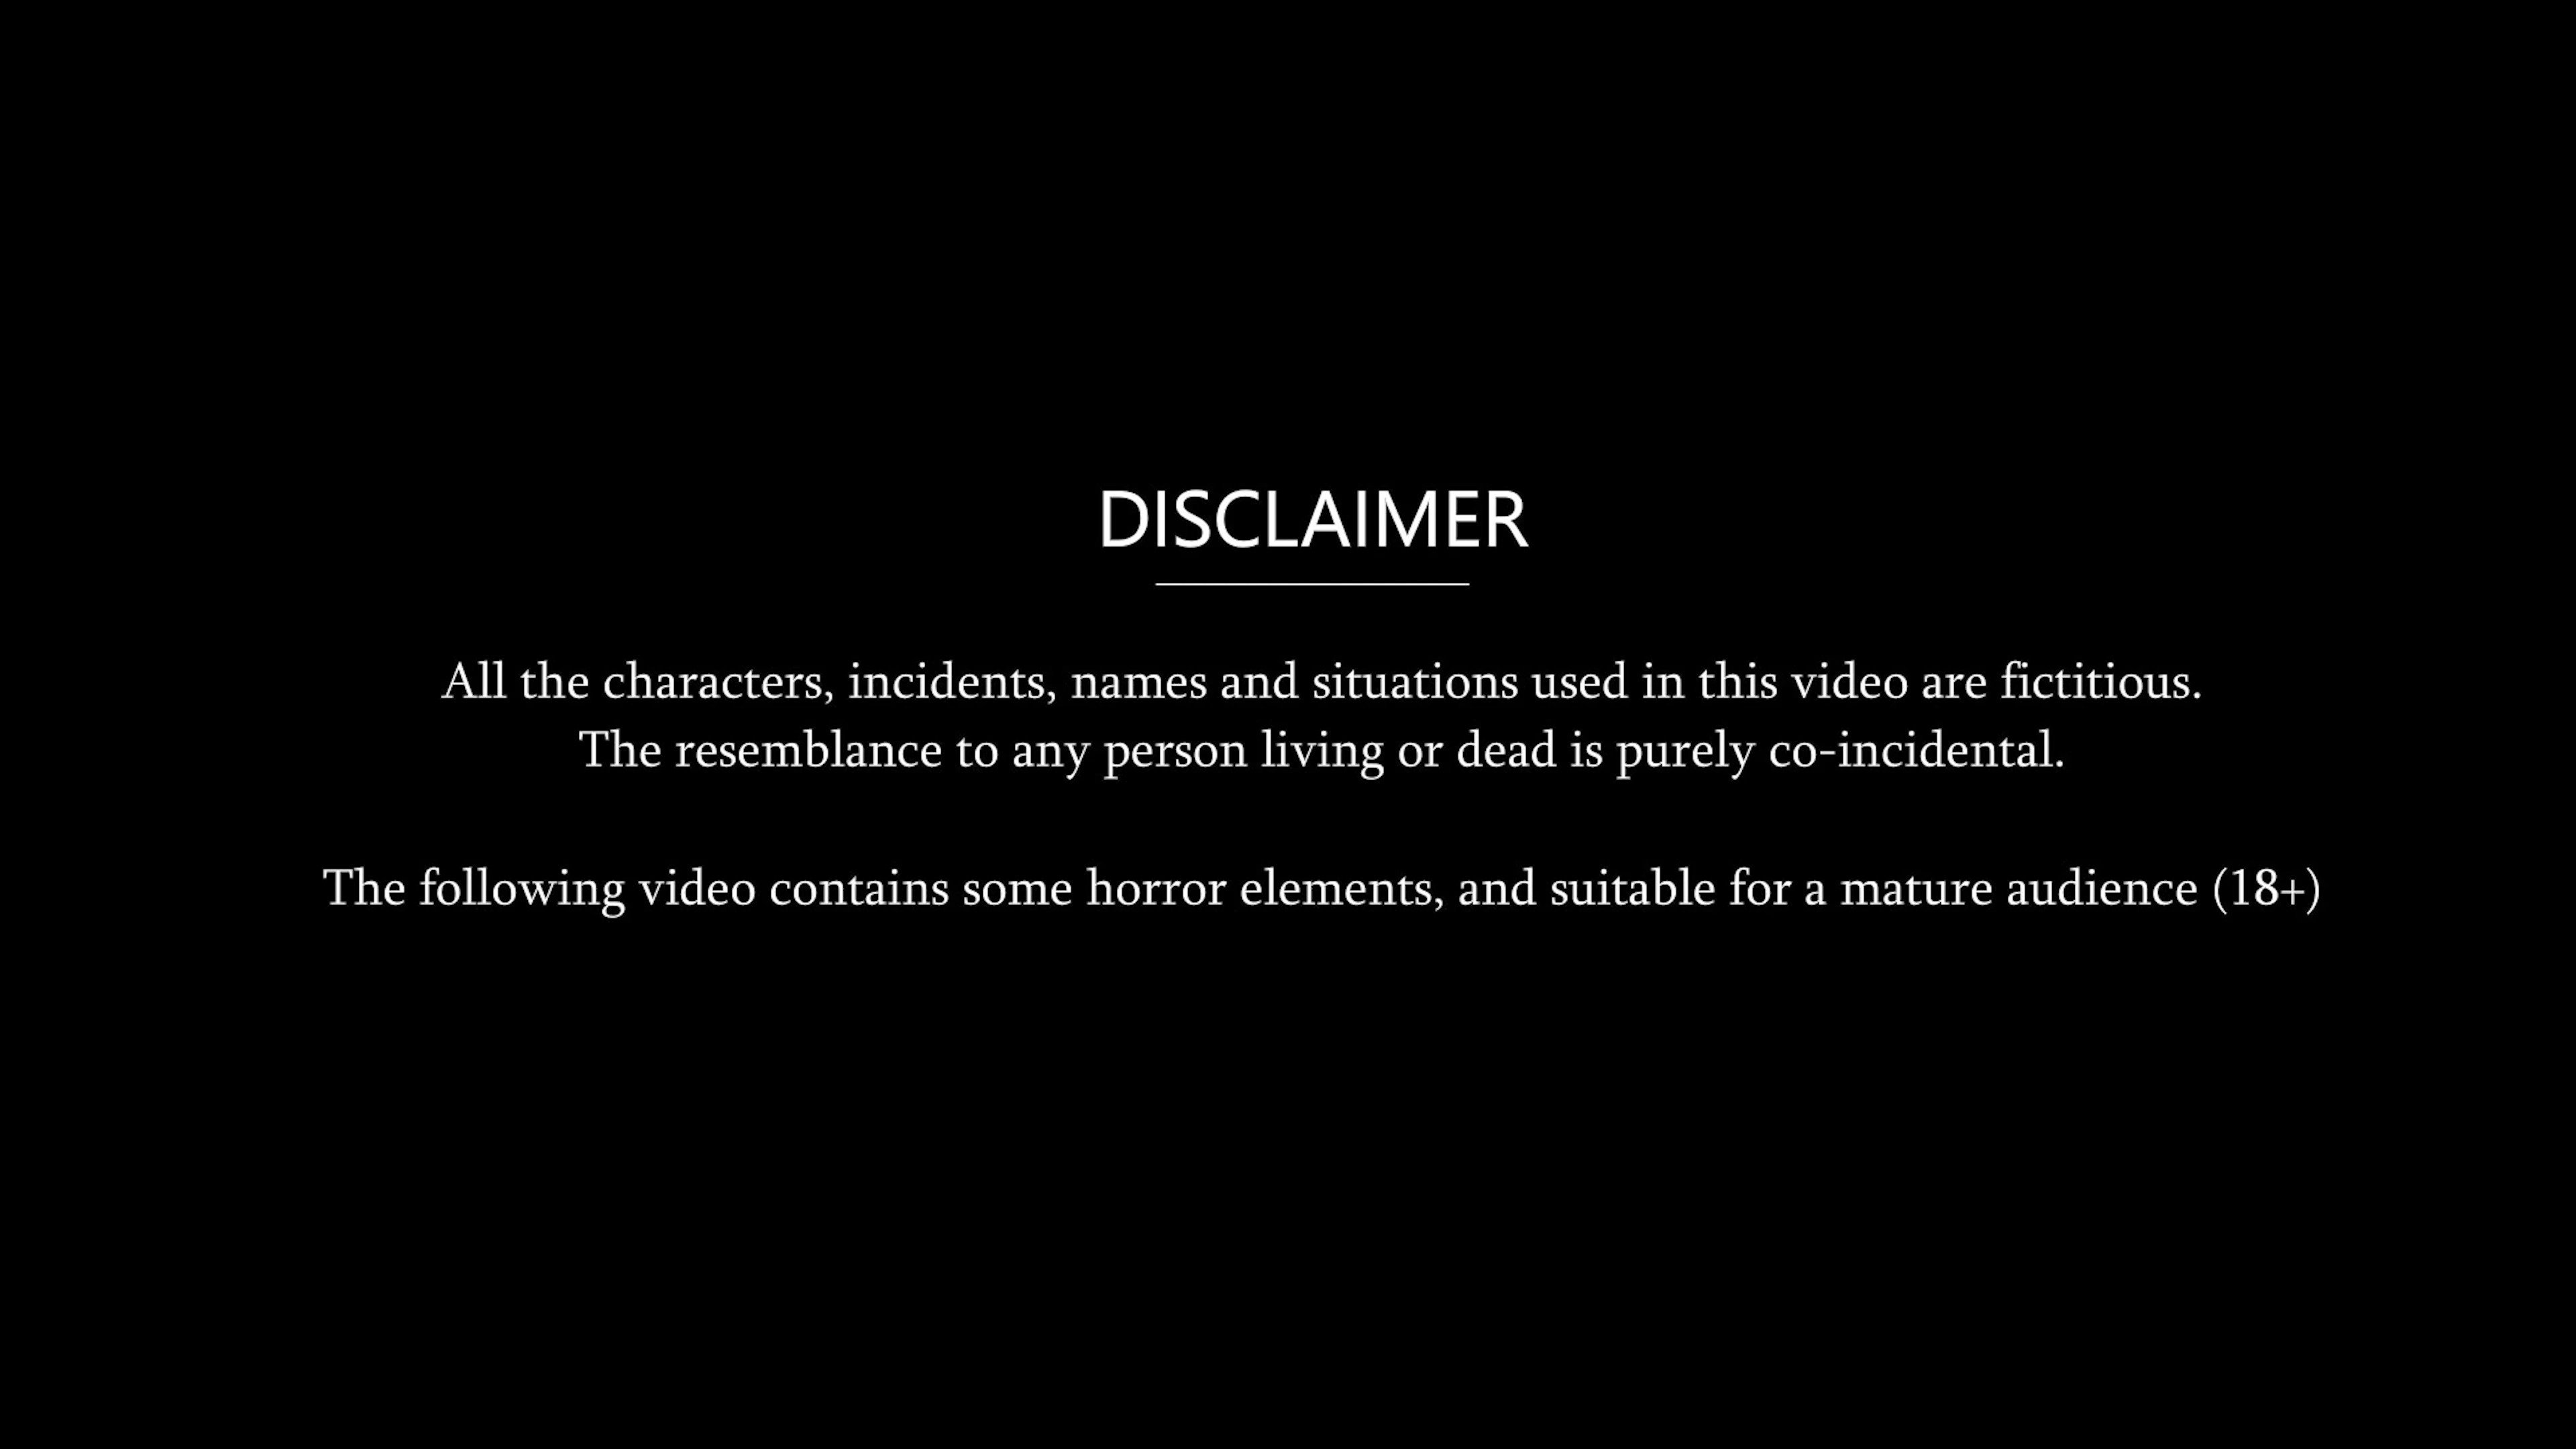 DISCLAIMER
All the characters, incidents, names and situations used in this video are fictitious.
The resemblance to any person living or dead is purely co-incidental.
The following video contains some horror elements, and suitable for a mature audience (18+)